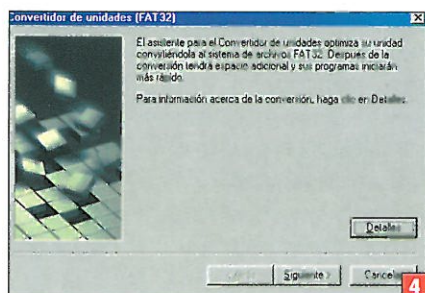 Convertidor de unidades (FAT32)
El asistente para el Convertidor de unidades optimiza su unidad
convirtiéndola al sistema de archivos FAT32. Después de la
conversión tendrá espacio adicional y sus programas iniciarán
más rápido.
Para información acerca de la conversión, haga clic en Detalles.
Detalles
Siguiente >
Cancelar
4